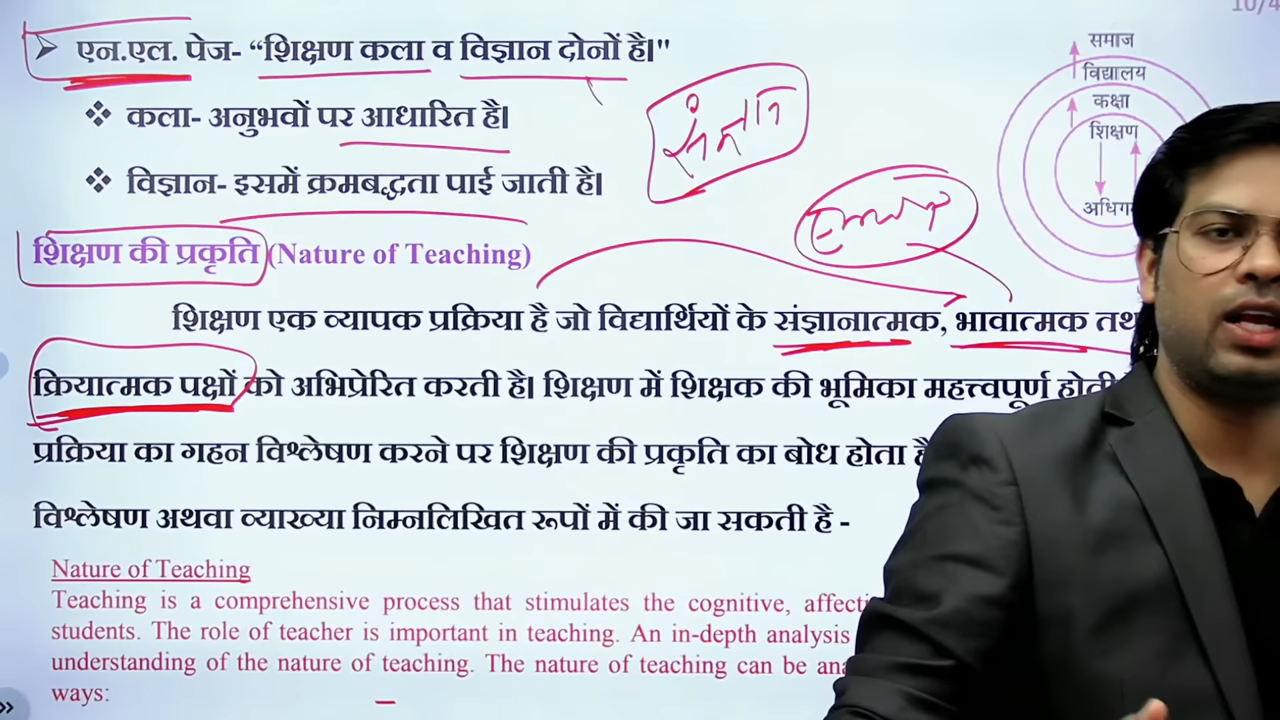 10/4
एन.एल. पेज- “शिक्षण कला व विज्ञान दोनों है।"
कला- अनुभवों पर आधारित है।
विज्ञान- इसमें क्रमबद्धता पाई जाती है।
समाज
विद्यालय
कक्षा
शिक्षण
शिक्षण की प्रकृति (Nature of Teaching)
शिक्षण एक व्यापक प्रक्रिया है जो विद्यार्थियों के संज्ञानात्मक, भावात्मक
क्रियात्मक पक्षों को अभिप्रेरित करती है। शिक्षण में शिक्षक की भूमिका महत्त्वपूर्ण होती
प्रक्रिया का गहन विश्लेषण करने पर शिक्षण की प्रकृति का बोध होता
विश्लेषण अथवा व्याख्या निम्नलिखित रूपों में की जा सकती है -
Nature of Teaching
Teaching is a comprehensive process that stimulates the cognitive,
students. The role of teacher is important in teaching. An in-depth analysis
understanding of the nature of teaching. The nature of teaching can be
ways: